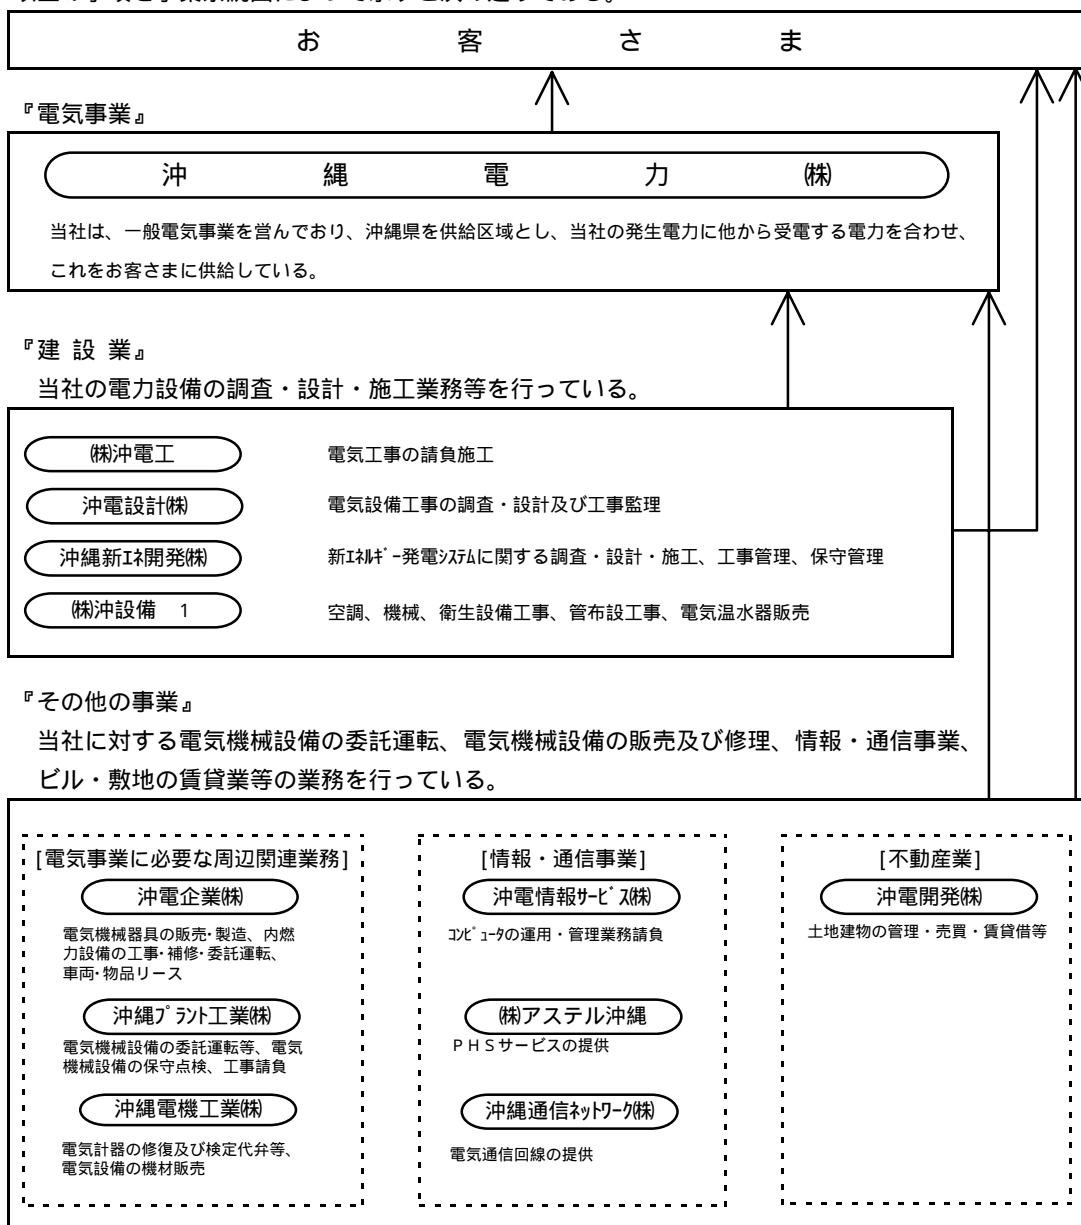 お客さま
『電気事業』
沖縄電力㈱
当社は、一般電気事業を営んでおり、沖縄県を供給区域とし、当社の発生電力に他から受電する電力を合わせ、
これをお客さまに供給している。
『建 設 業』
当社の電力設備の調査・設計・施工業務等を行っている。
㈱沖電工 電気工事の請負施工
沖電設計㈱ 電気設備工事の調査・設計及び工事監理
沖縄新ｴﾈ開発㈱ 新ｴﾈﾙｷﾞｰ発電ｼｽﾃﾑに関する調査・設計・施工、工事管理、保守管理
㈱沖設備 1 空調、機械、衛生設備工事、管布設工事、電気温水器販売
『その他の事業』
当社に対する電気機械設備の委託運転、電気機械設備の販売及び修理、情報・通信事業、
ビル・敷地の賃貸業等の業務を行っている。
[電気事業に必要な周辺関連業務]
沖電企業㈱
電気機械器具の販売･製造、内燃
力設備の工事･補修･委託運転、
車両･物品リース
沖縄ﾌﾟﾗﾝﾄ工業㈱
電気機械設備の委託運転等、電気
機械設備の保守点検、工事請負
沖縄電機工業㈱
電気計器の修復及び検定代弁等、
電気設備の機材販売
[情報・通信事業]
沖電情報ｻｰﾋﾞｽ㈱
ｺﾝﾋﾟｭｰﾀの運用・管理業務請負
㈱アステル沖縄
ＰＨＳサービスの提供
沖縄通信ﾈｯﾄﾜｰｸ㈱
電気通信回線の提供
[不動産業]
沖電開発㈱
土地建物の管理・売買・賃貸借等